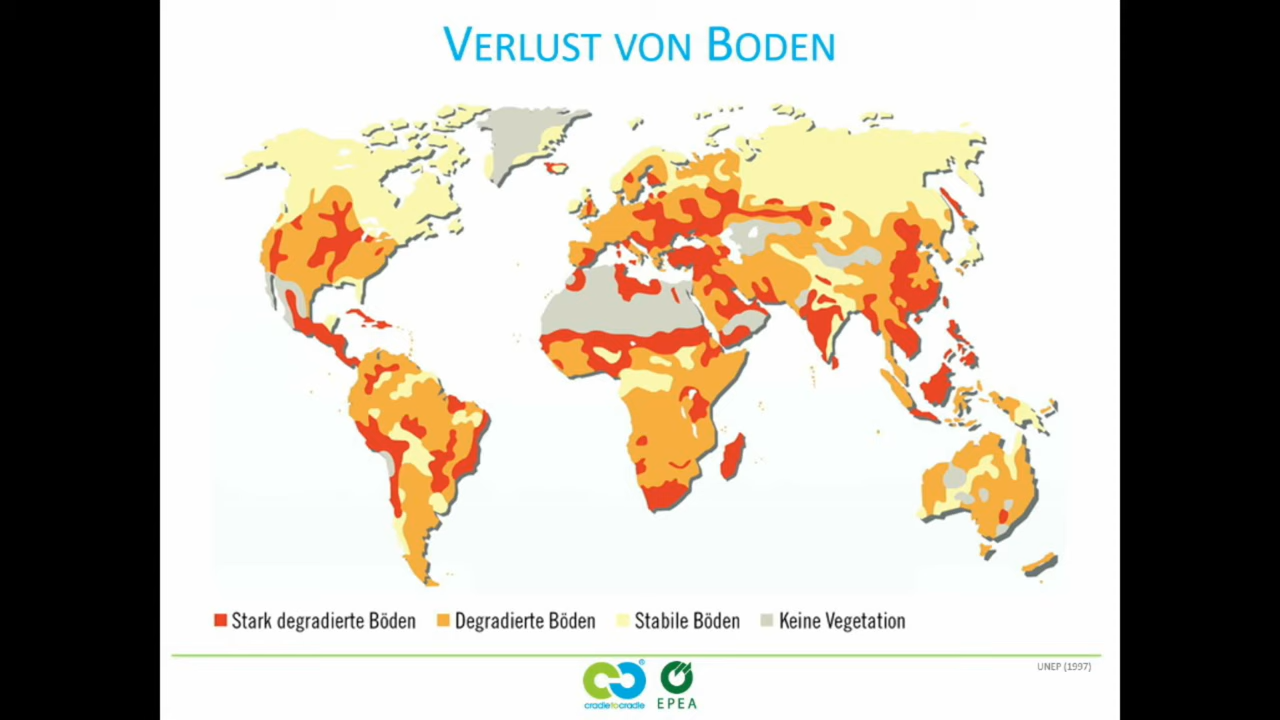 VERLUST VON BODEN
Stark degradierte Böden Degradierte Böden Stabile Böden Keine Vegetation
UNEP (1997)
cradletocradle EPEA